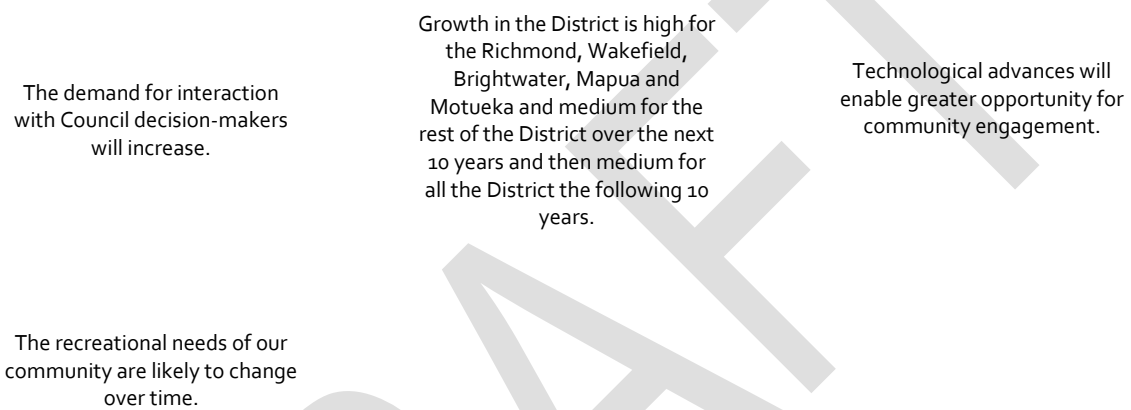 The demand for interaction
with Council decision-makers
will increase.
Growth in the District is high for
the Richmond, Wakefield,
Brightwater, Mapua and
Motueka and medium for the
rest of the District over the next
10 years and then medium for
all the District the following 10
years.
Technological advances will
enable greater opportunity for
community engagement.
The recreational needs of our
community are likely to change
over time.
DRAFT